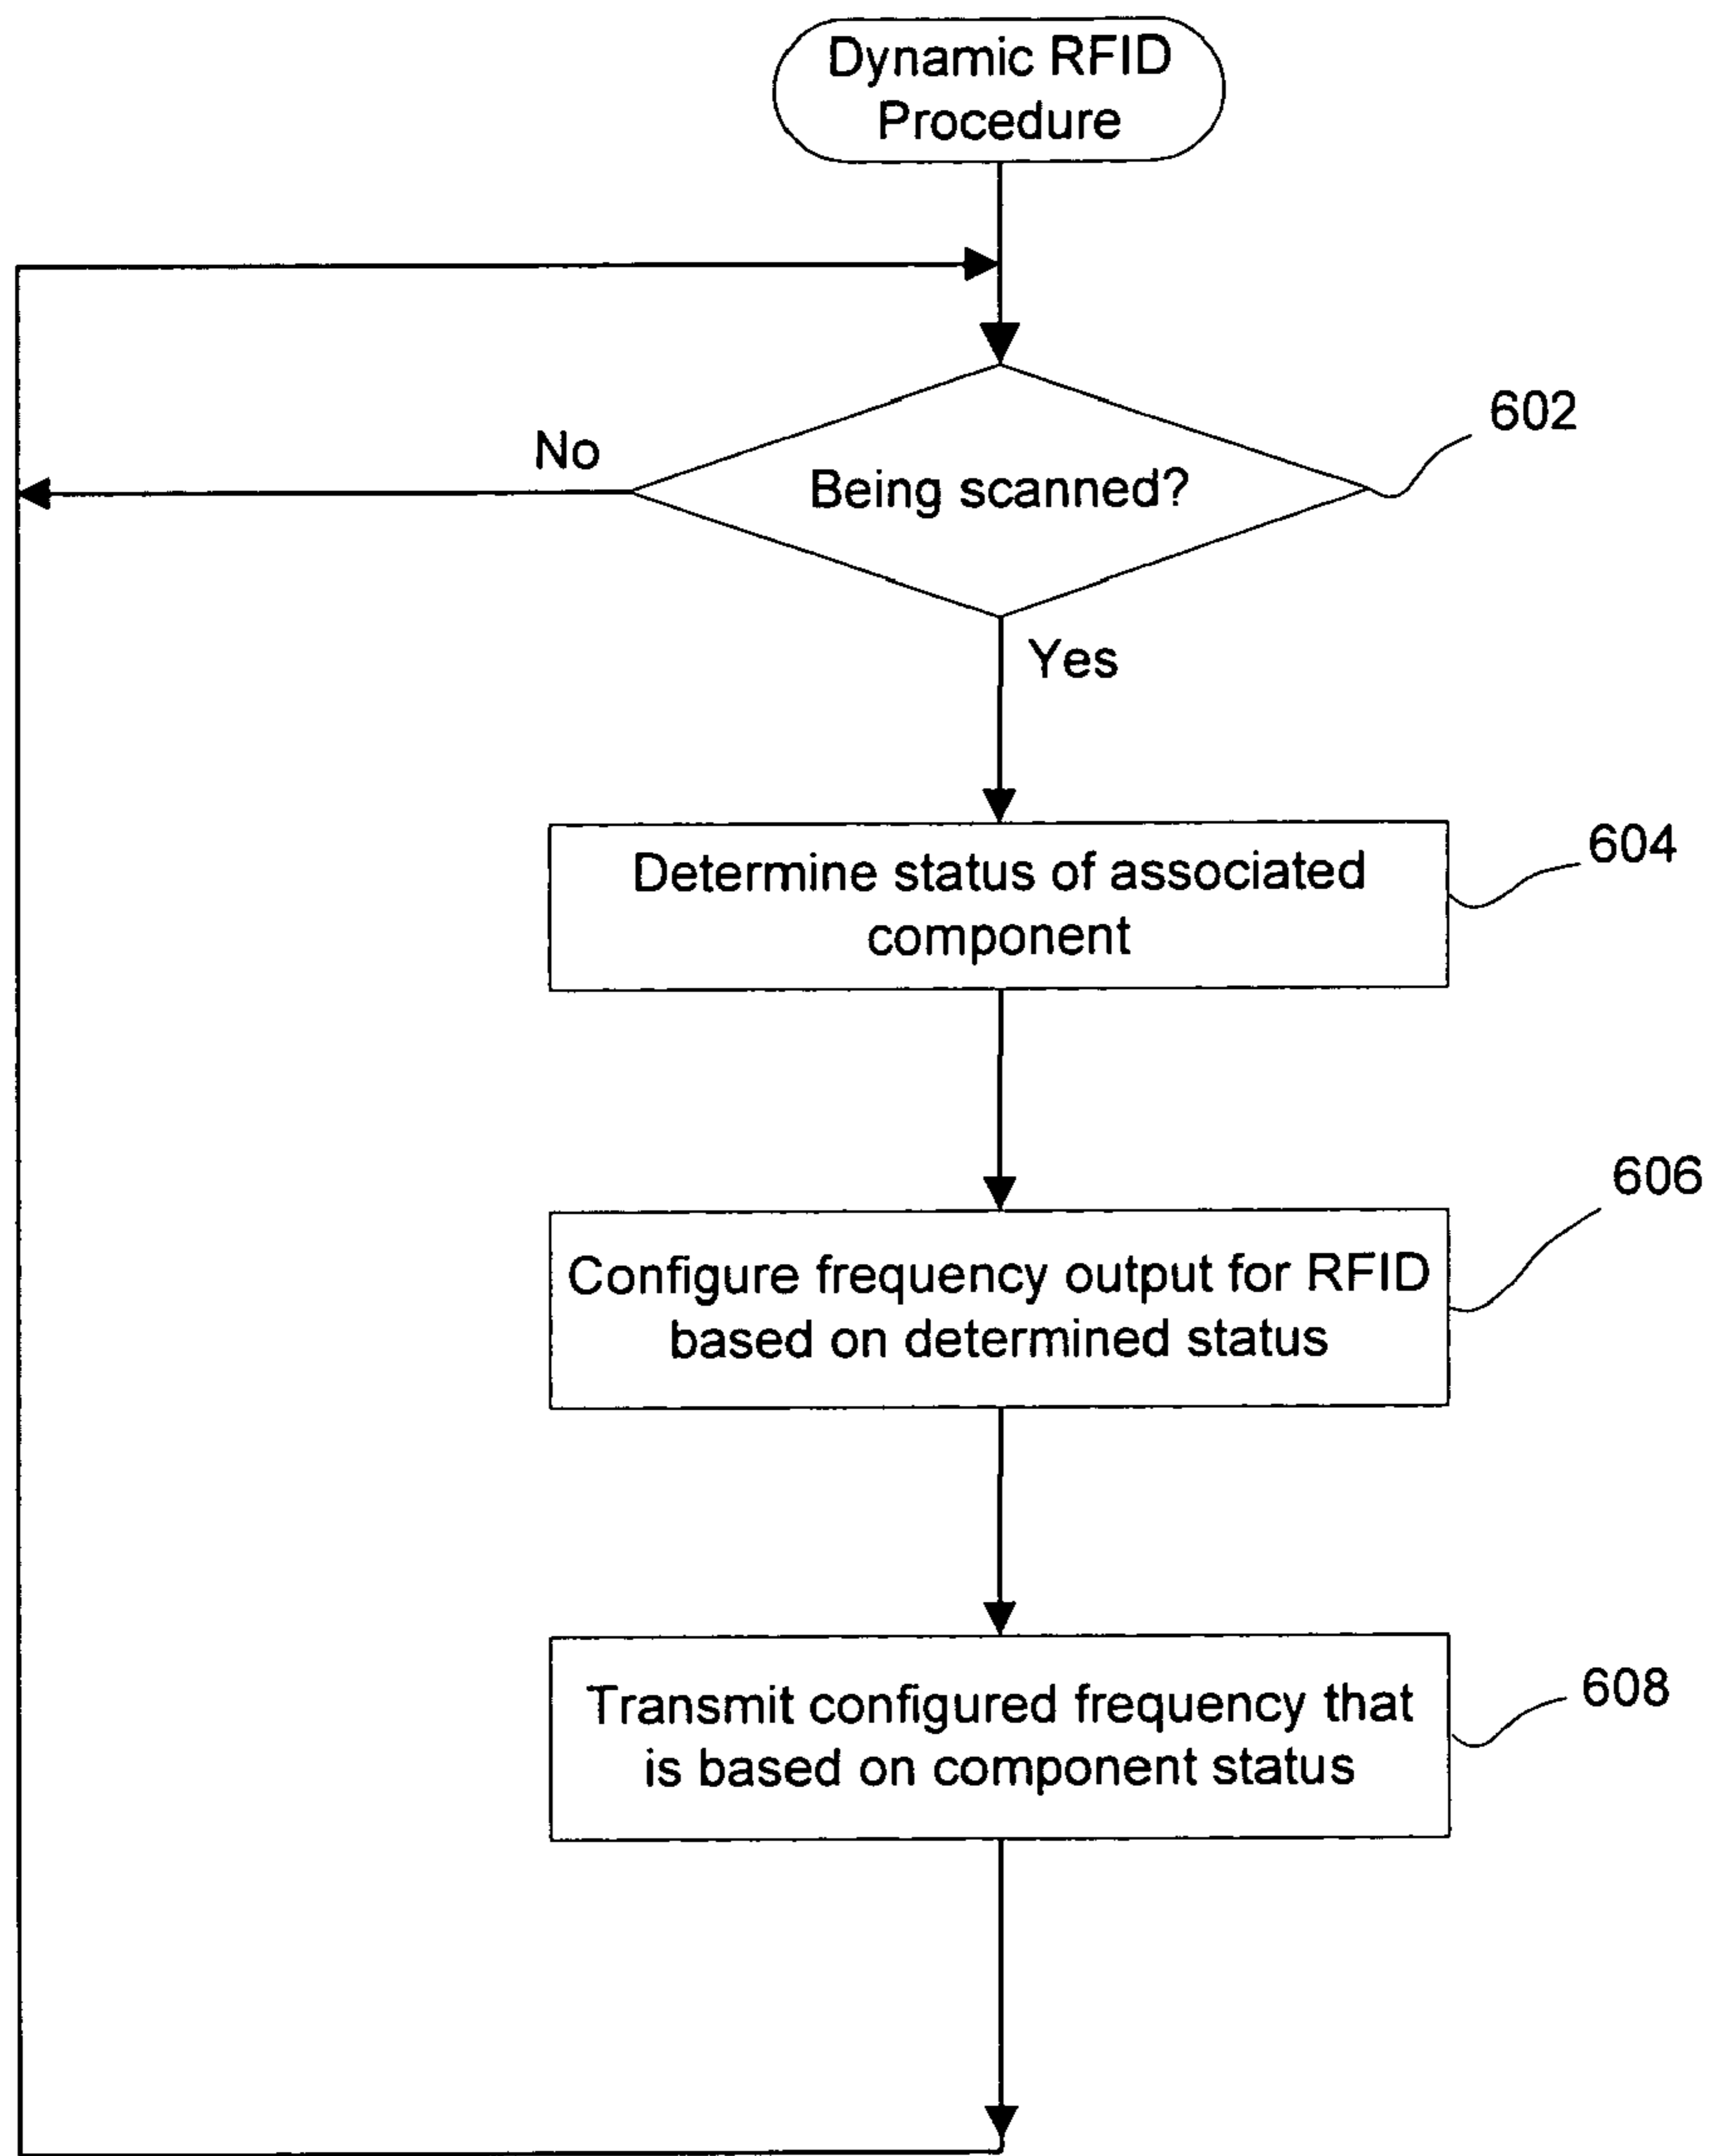 Dynamic RFID
Procedure
602
No
Being scanned?
Yes
604
Determine status of associated
component
606
Configure frequency output for RFID
based on determined status
608
Transmit configured frequency that
is based on component status